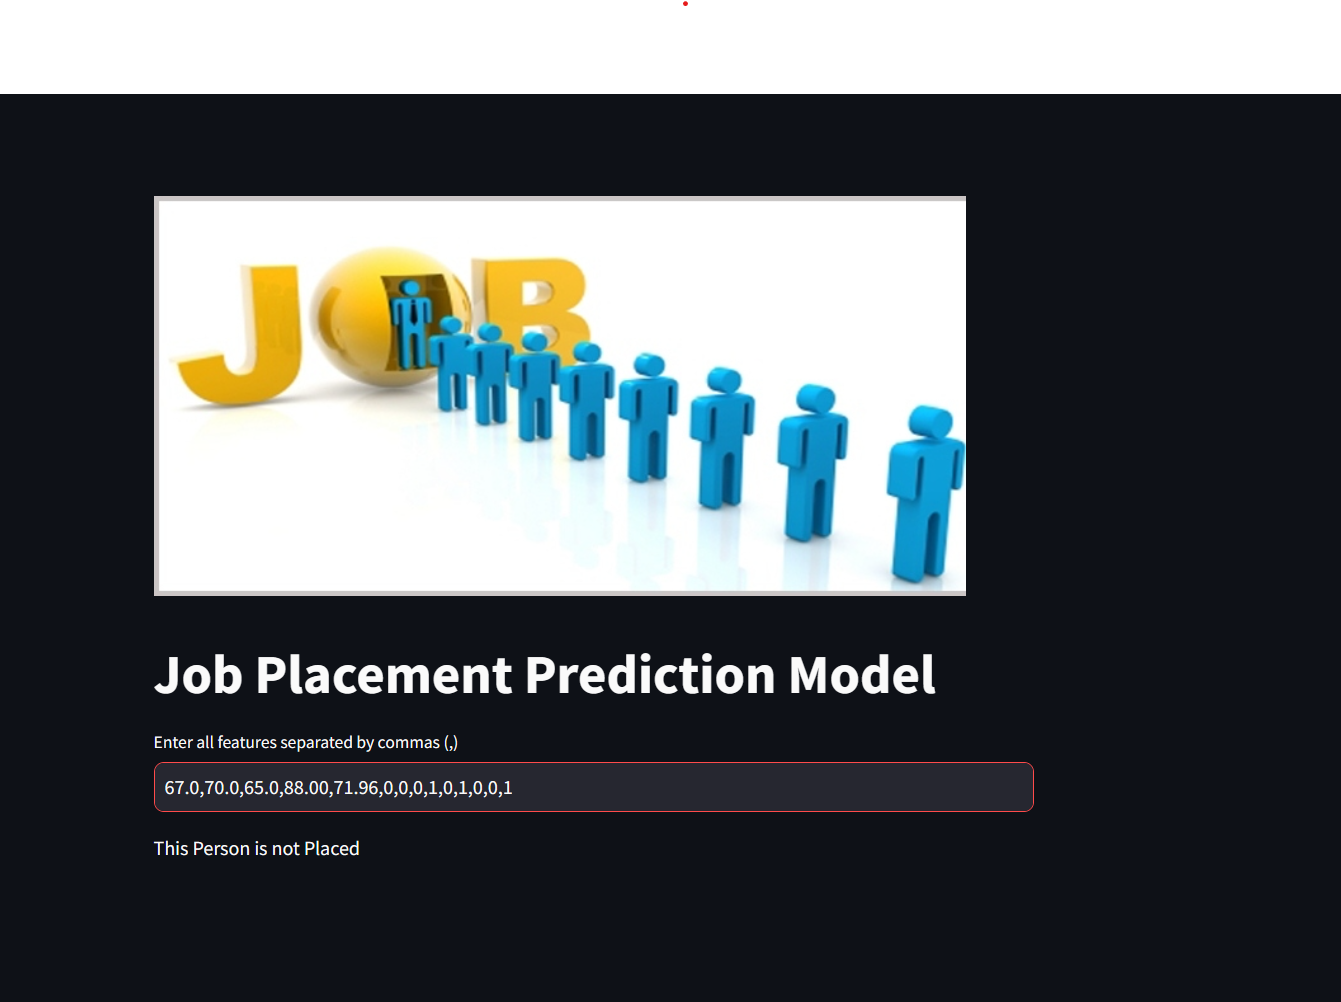 JOB
Job Placement Prediction Model
Enter all features separated by commas (,)
67.0,70.0,65.0,88.00,71.96,0,0,0,1,0,1,0,0,1
This Person is not Placed